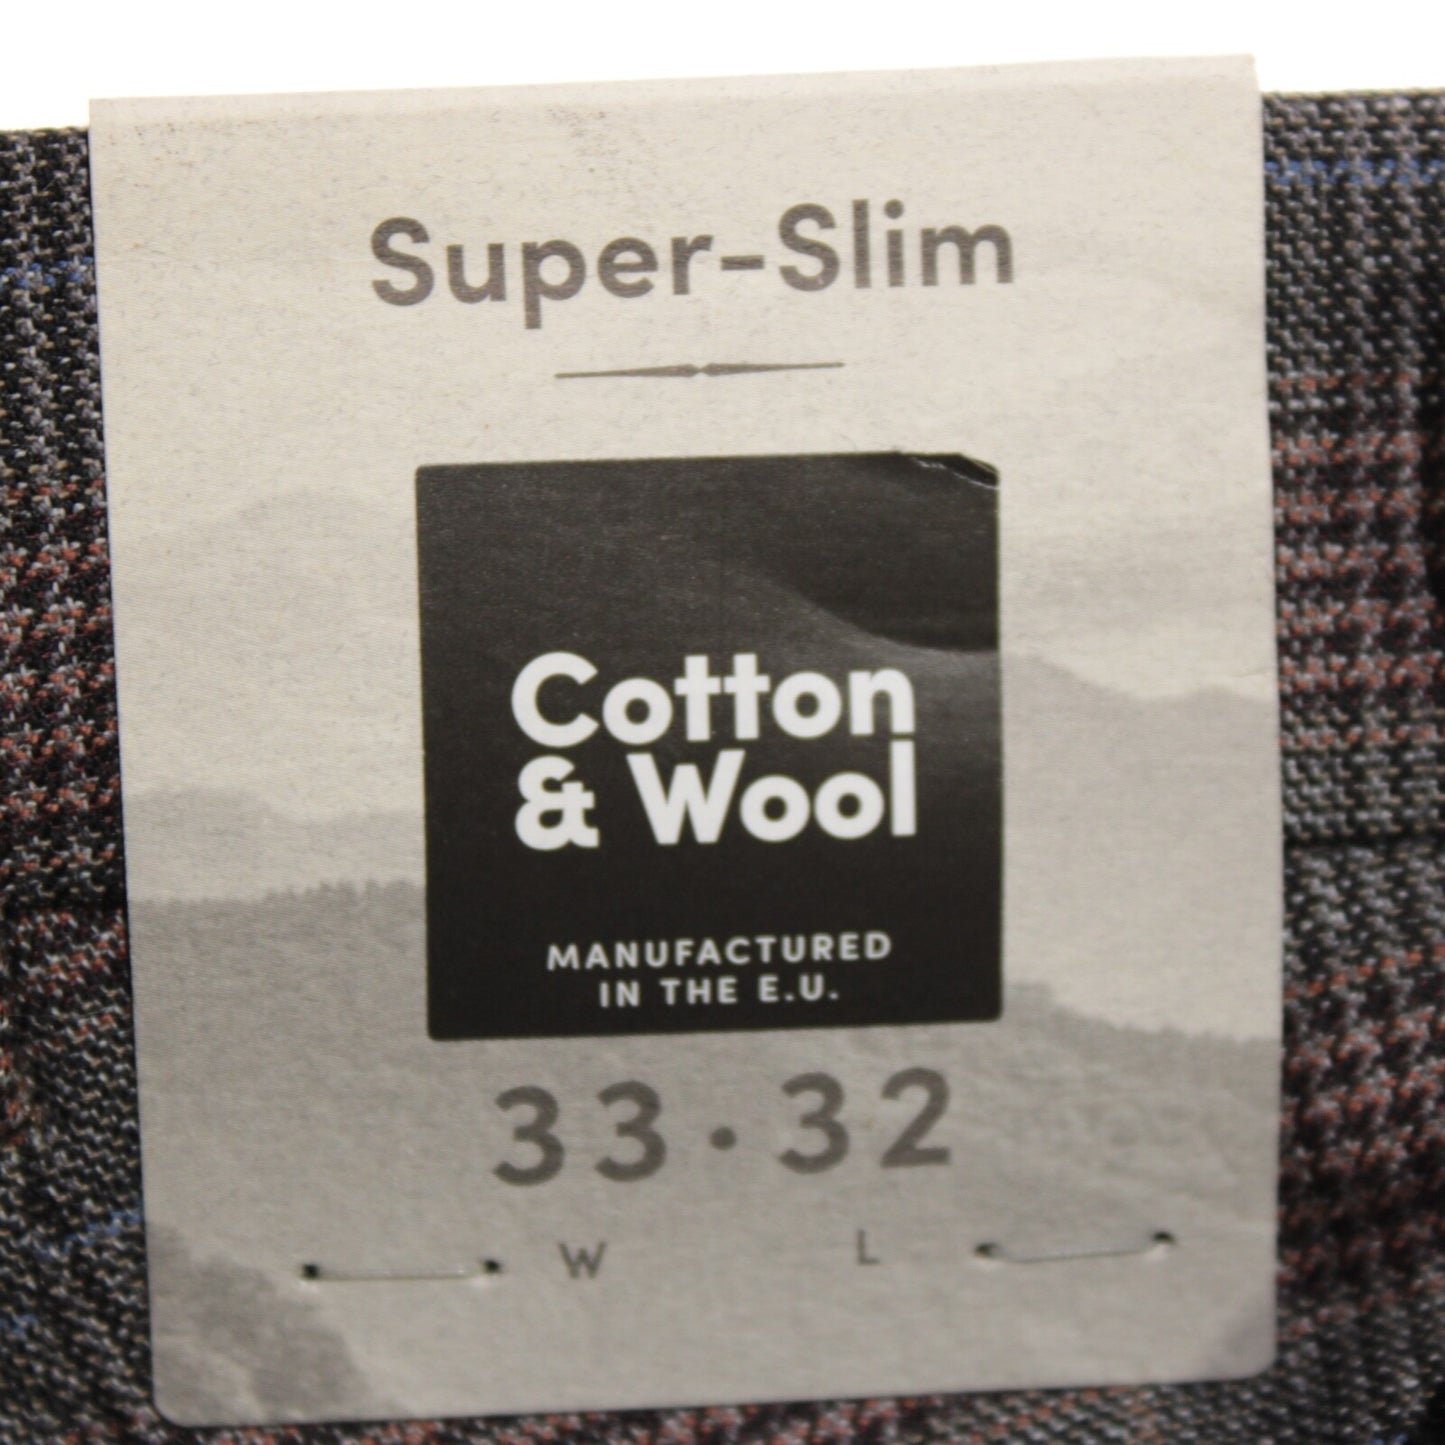 Super-Slim
Cotton
& Wool
MANUFACTURED
IN THE E.U.
33·32
W L